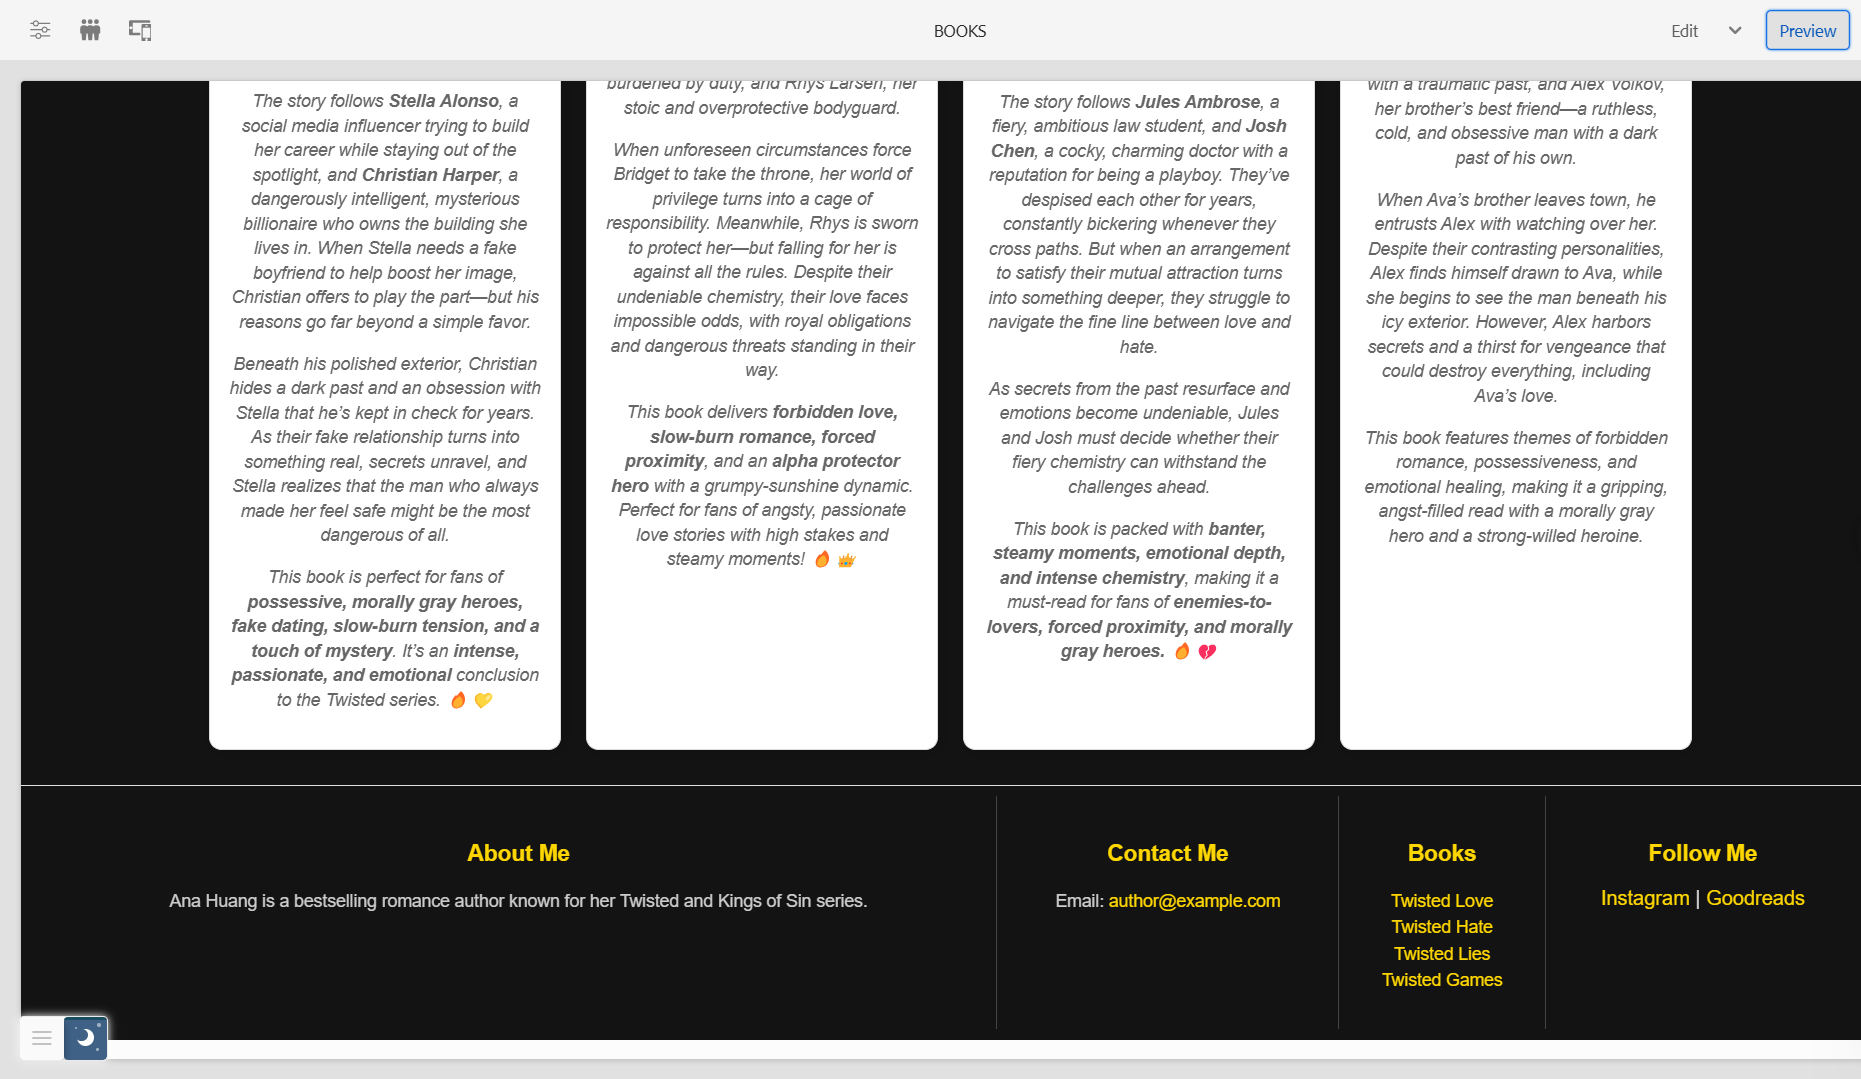 BOOKS
Edit
Preview
The story follows Stella Alonso, a
social media influencer trying to build
her career while staying out of the
spotlight, and Christian Harper, a
dangerously intelligent, mysterious
billionaire who owns the building she
lives in. When Stella needs a fake
boyfriend to help boost her image,
Christian offers to play the part—but his
reasons go far beyond a simple favor.
Beneath his polished exterior, Christian
hides a dark past and an obsession with
Stella that he’s kept in check for years.
As their fake relationship turns into
something real, secrets unravel, and
Stella realizes that the man who always
made her feel safe might be the most
dangerous of all.
This book is perfect for fans of
possessive, morally gray heroes,
fake dating, slow-burn tension, and a
touch of mystery. It’s an intense,
passionate, and emotional conclusion
to the Twisted series. 🔥 💛
burdened by duty, and Rhys Larsen, her
stoic and overprotective bodyguard.
When unforeseen circumstances force
Bridget to take the throne, her world of
privilege turns into a cage of
responsibility. Meanwhile, Rhys is sworn
to protect her—but falling for her is
against all the rules. Despite their
undeniable chemistry, their love faces
impossible odds, with royal obligations
and dangerous threats standing in their
way.
This book delivers forbidden love,
slow-burn romance, forced
proximity, and an alpha protector
hero with a grumpy-sunshine dynamic.
Perfect for fans of angsty, passionate
love stories with high stakes and
steamy moments! 🔥 👑
The story follows Jules Ambrose, a
fiery, ambitious law student, and Josh
Chen, a cocky, charming doctor with a
reputation for being a playboy. They’ve
despised each other for years,
constantly bickering whenever they
cross paths. But when an arrangement
to satisfy their mutual attraction turns
into something deeper, they struggle to
navigate the fine line between love and
hate.
As secrets from the past resurface and
emotions become undeniable, Jules
and Josh must decide whether their
fiery chemistry can withstand the
challenges ahead.
This book is packed with banter,
steamy moments, emotional depth,
and intense chemistry, making it a
must-read for fans of enemies-to-
lovers, forced proximity, and morally
gray heroes. 🔥 💔
with a traumatic past, and Alex Volkov,
her brother’s best friend—a ruthless,
cold, and obsessive man with a dark
past of his own.
When Ava’s brother leaves town, he
entrusts Alex with watching over her.
Despite their contrasting personalities,
Alex finds himself drawn to Ava, while
she begins to see the man beneath his
icy exterior. However, Alex harbors
secrets and a thirst for vengeance that
could destroy everything, including
Ava’s love.
This book features themes of forbidden
romance, possessiveness, and
emotional healing, making it a gripping,
angst-filled read with a morally gray
hero and a strong-willed heroine.
About Me
Ana Huang is a bestselling romance author known for her Twisted and Kings of Sin series.
Contact Me
Email: author@example.com
Books
Twisted Love
Twisted Hate
Twisted Lies
Twisted Games
Follow Me
Instagram | Goodreads